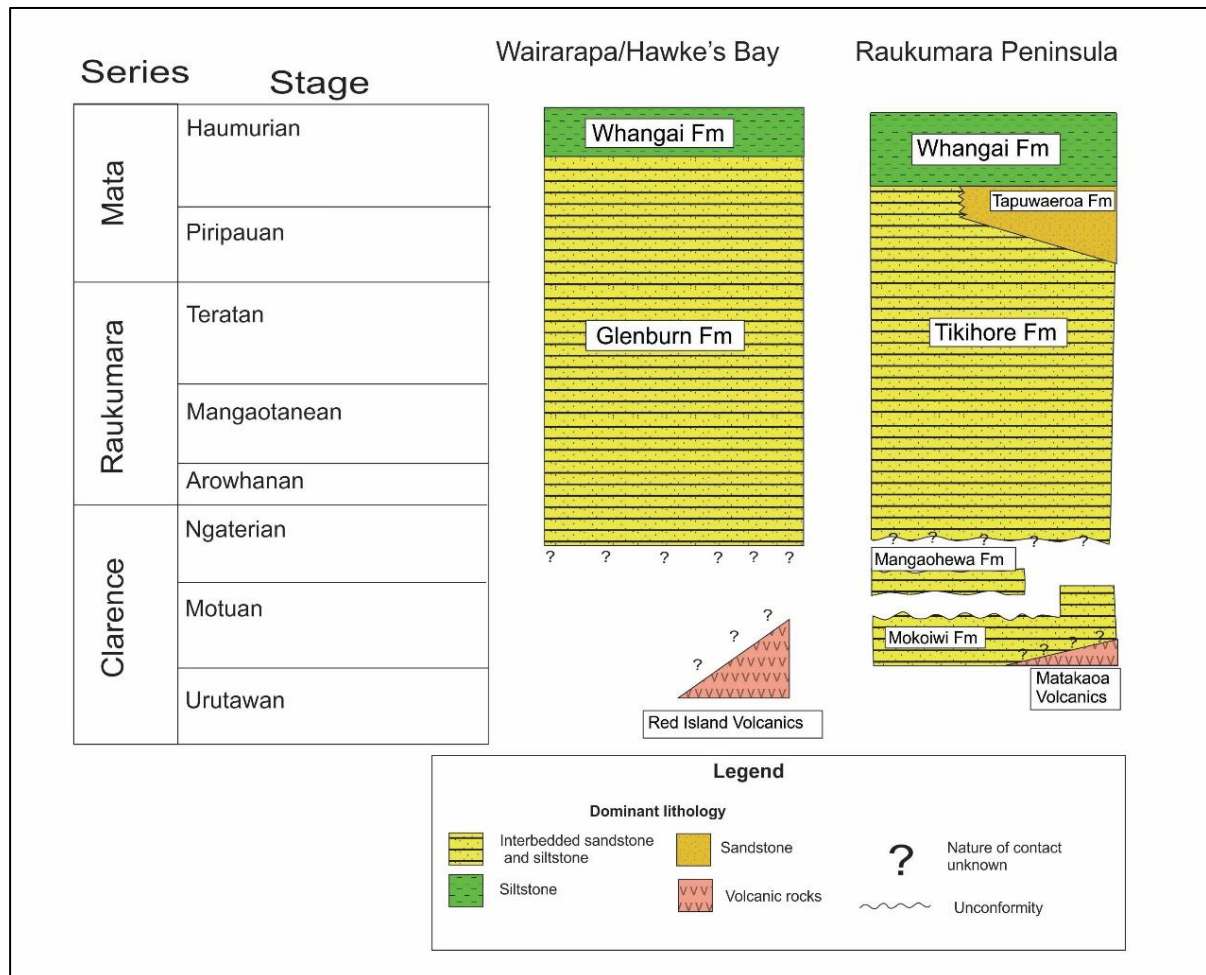 Wairarapa/Hawke's Bay
Raukumara Peninsula
Series
Stage
Mata
Haumurian
Piripauan
Raukumara
Teratan
Mangaotanean
Arowhanan
Clarence
Ngaterian
Motuan
Urutawan
Whangai Fm
Glenburn Fm
? ? ? ? ? ?
? ? ?
Red Island Volcanics
Whangai Fm
Tapuwaeroa Fm
Tikihore Fm
? ? ? ? ?
Mangaohewa Fm
Mokoiwi Fm
? ? ? ?
Matakaoa
Volcanics
Legend
Dominant lithology
Interbedded sandstone
and siltstone
Siltstone
Sandstone
Volcanic rocks
?
Nature of contact
unknown
Unconformity